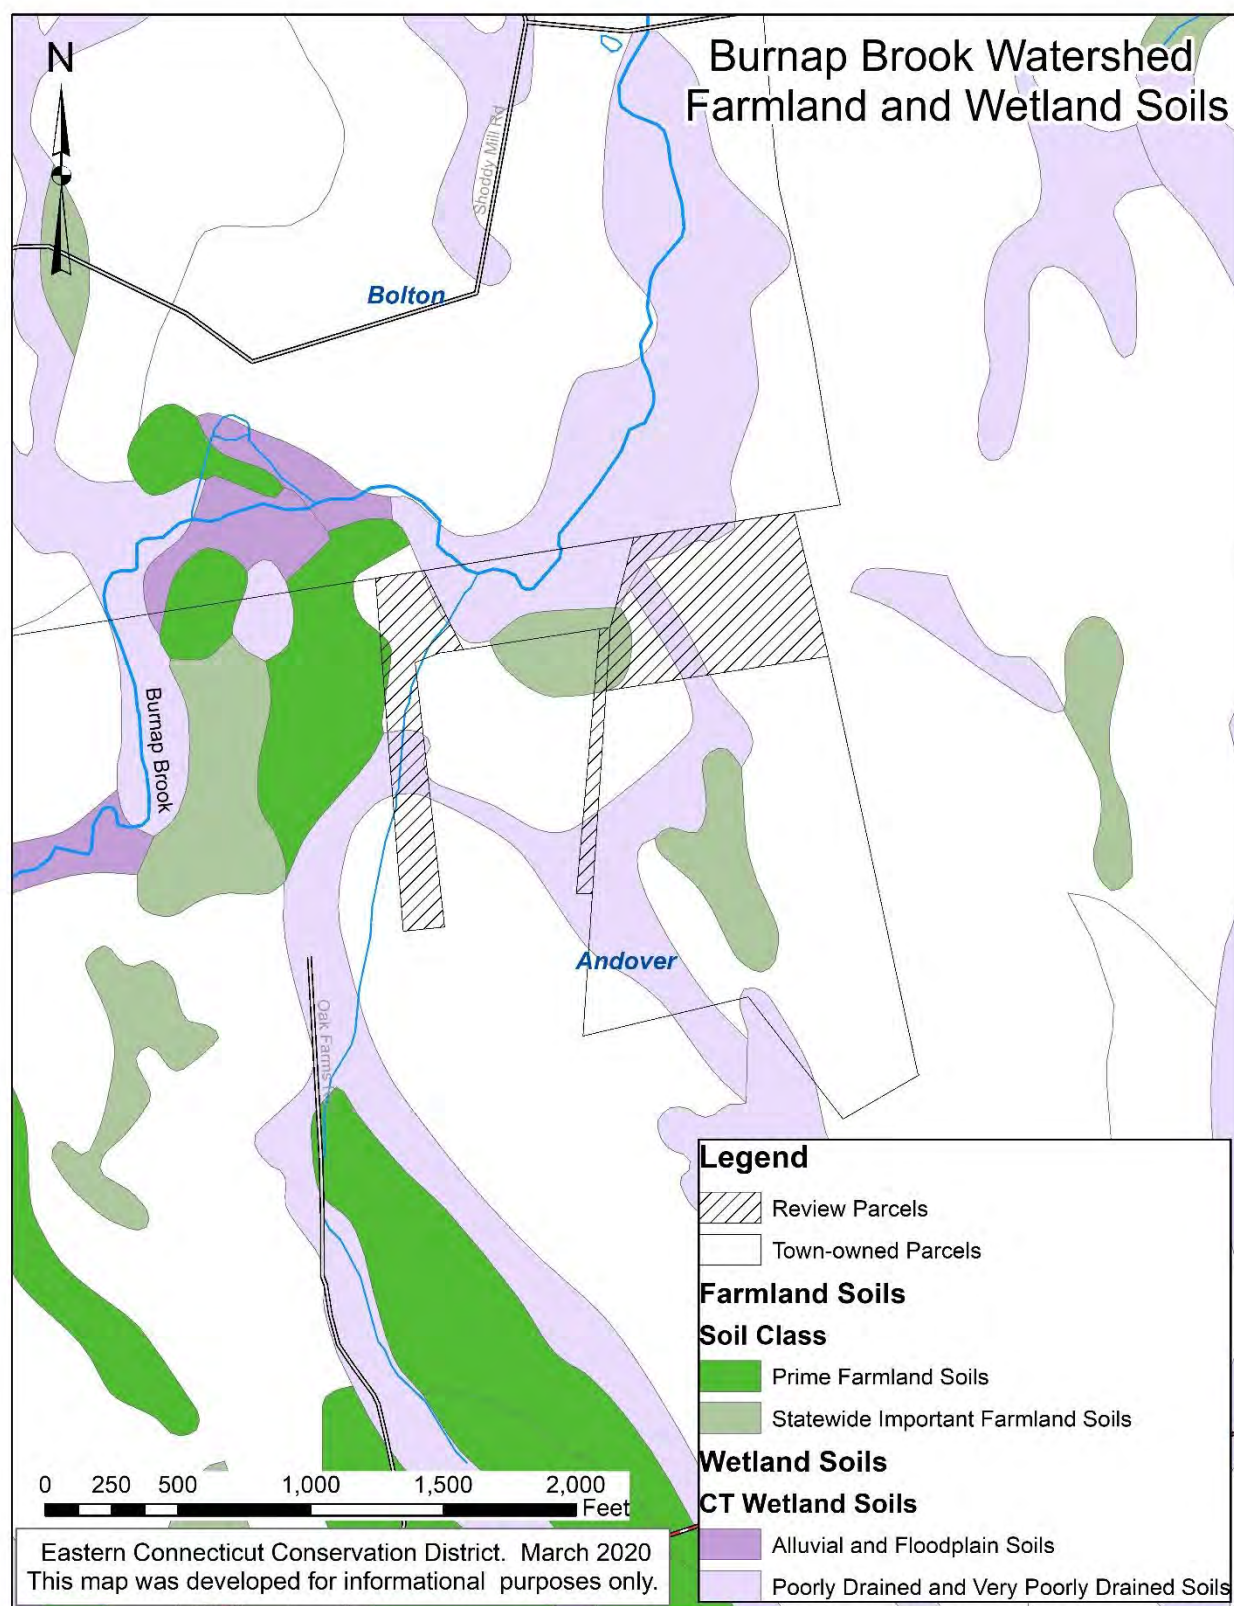 Burnap Brook Watershed
Farmland and Wetland Soils
N
Shoddy Mill Rd
Bolton
Burnap Brook
Andover
Oak Farms
Legend
Review Parcels
Town-owned Parcels
Farmland Soils
Soil Class
Prime Farmland Soils
Statewide Important Farmland Soils
Wetland Soils
CT Wetland Soils
Alluvial and Floodplain Soils
Poorly Drained and Very Poorly Drained Soils
0 250 500 1,000 1,500 2,000
Feet
Eastern Connecticut Conservation District. March 2020
This map was developed for informational purposes only.